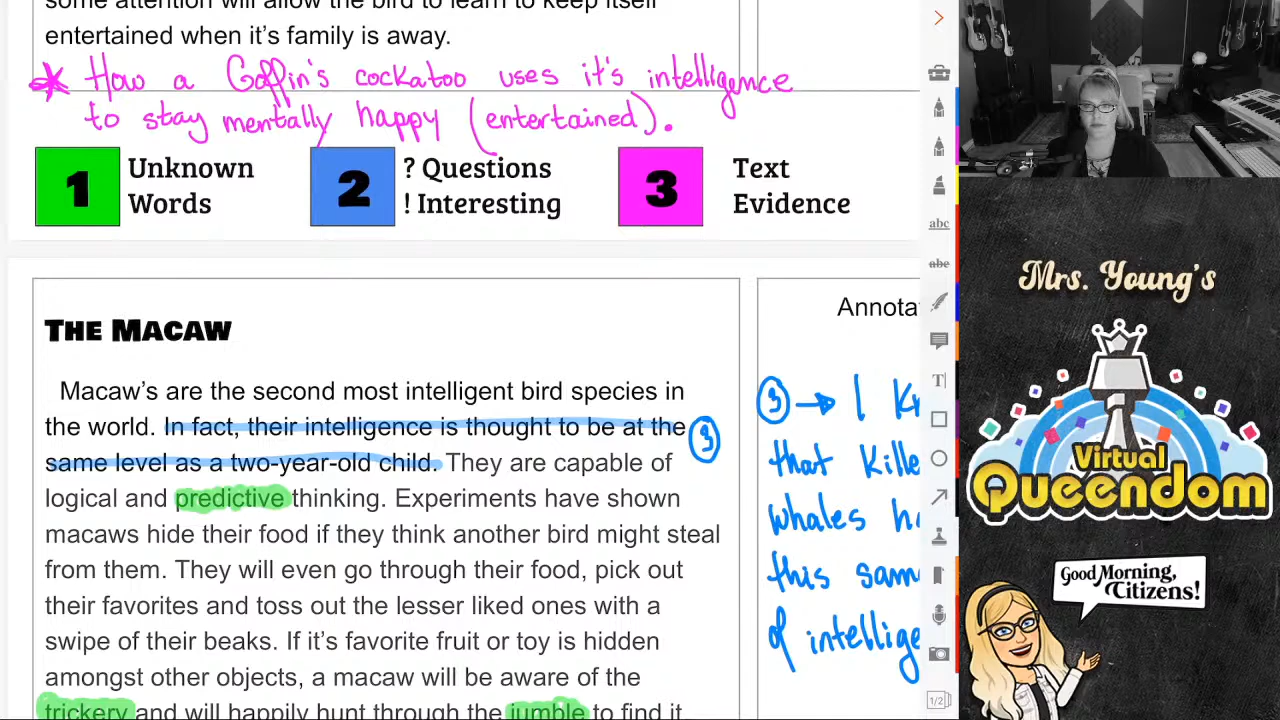 some attention will allow the bird to learn to keep itself
entertained when it's family is away.
* How a Goffin's cockatoo uses it's intelligence
to stay mentally happy (entertained).
1 Unknown Words
2 ? Questions ! Interesting
3 Text Evidence
THE MACAW
Annota
Macaw's are the second most intelligent bird species in
the world. In fact, their intelligence is thought to be at the
same level as a two-year-old child. They are capable of
logical and predictive thinking. Experiments have shown
macaws hide their food if they think another bird might steal
from them. They will even go through their food, pick out
their favorites and toss out the lesser liked ones with a
swipe of their beaks. If it's favorite fruit or toy is hidden
amongst other objects, a macaw will be aware of the
trickery and will happily hunt through the jumble to find it
3
3 → I Kn
that Kille
whales h
this sam
of intellige
abc
abc
T
1/2
Mrs. Young's
Virtual
Queendom
Good Morning,
Citizens!